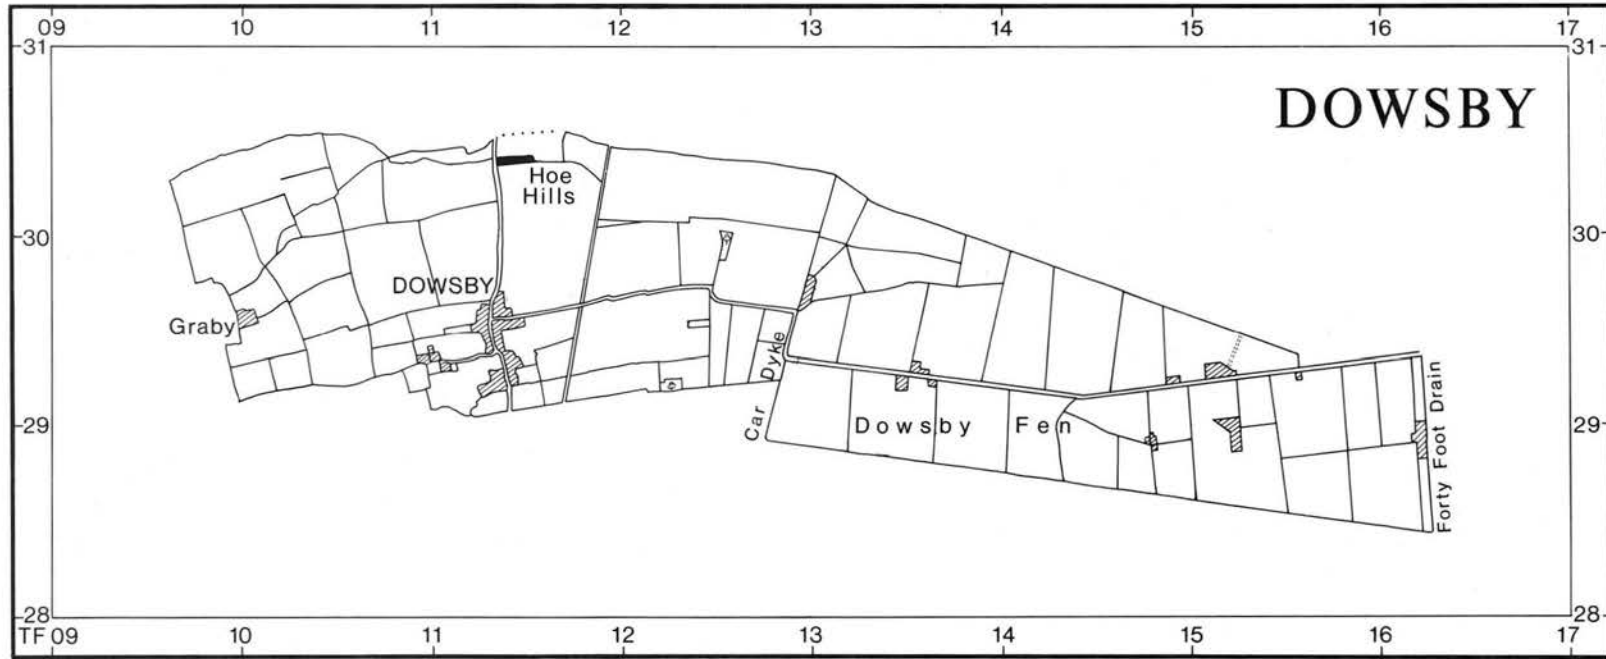 09 10 11 12 13 14 15 16 17
31 31
DOWSBY
Hoe
Hills
30 30
DOWSBY
Graby
Car Dyke
Dowsby Fen
Forty Foot Drain
29 29
28 28
TF 09 10 11 12 13 14 15 16 17